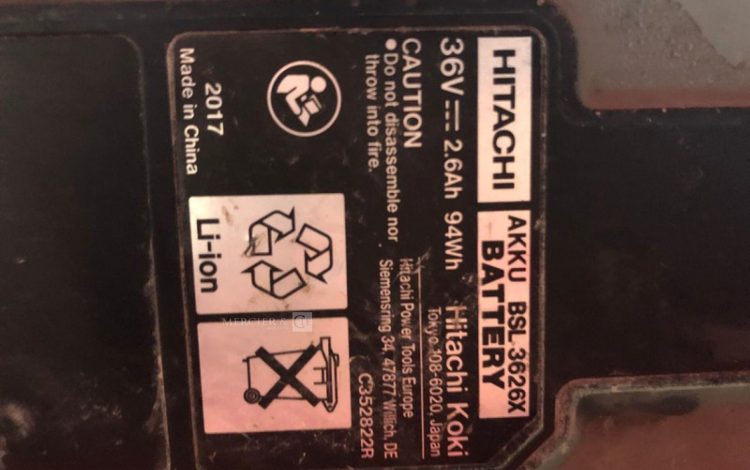 HITACHI
AKKU BSL 3626X
BATTERY
36V 2.6Ah 94Wh
CAUTION
● Do not disassemble nor
throw into fire.
Hitachi Koki
Tokyo 108-6020, Japan
Hitachi Power Tools Europe
Siemensring 34, 47877 Willich, DE
C352822R
2017
Made in China
Li-ion
MERCIER &